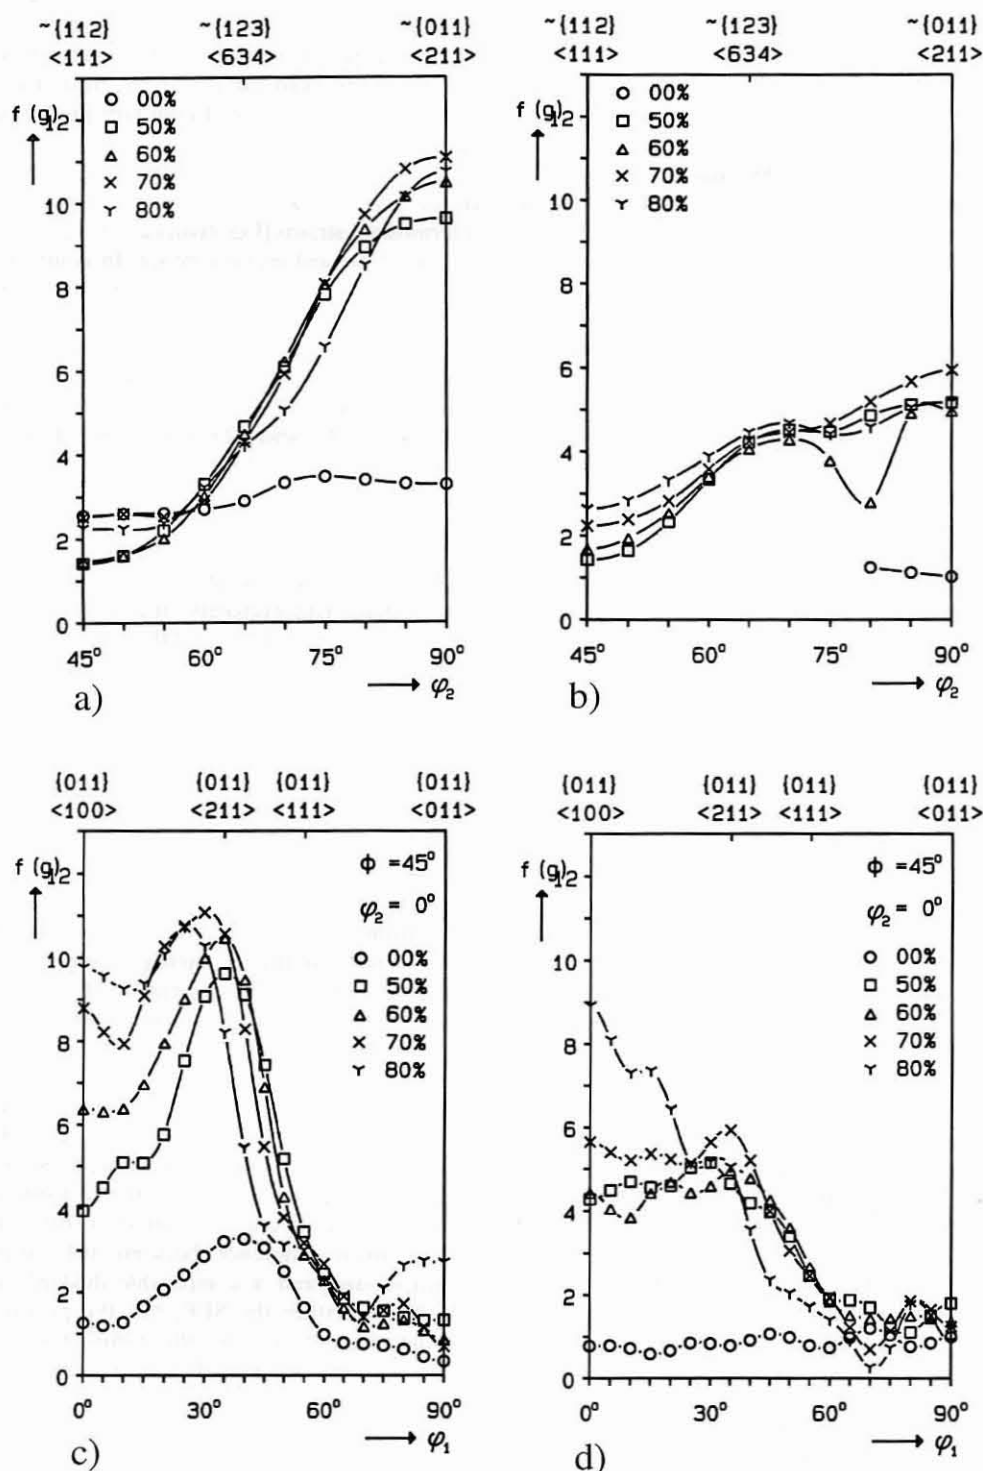 ~{112} ~{123} ~{011}
<111> <634> <211>
f (g)
00%
50%
60%
70%
80%
12
10
8
6
4
2
0
45° 60° 75° 90°
a) φ₂
~{112} ~{123} ~{011}
<111> <634> <211>
f (g)
00%
50%
60%
70%
80%
12
10
8
6
4
2
0
45° 60° 75° 90°
b) φ₂
{011} {011} {011} {011}
<100> <211> <111> <011>
f (g)
ϕ =45°
φ₂ = 0°
00%
50%
60%
70%
80%
12
10
8
6
4
2
0
0° 30° 60° 90°
c) φ₁
{011} {011} {011} {011}
<100> <211> <111> <011>
f (g)
ϕ =45°
φ₂ = 0°
00%
50%
60%
70%
80%
12
10
8
6
4
2
0
0° 30° 60° 90°
d) φ₁